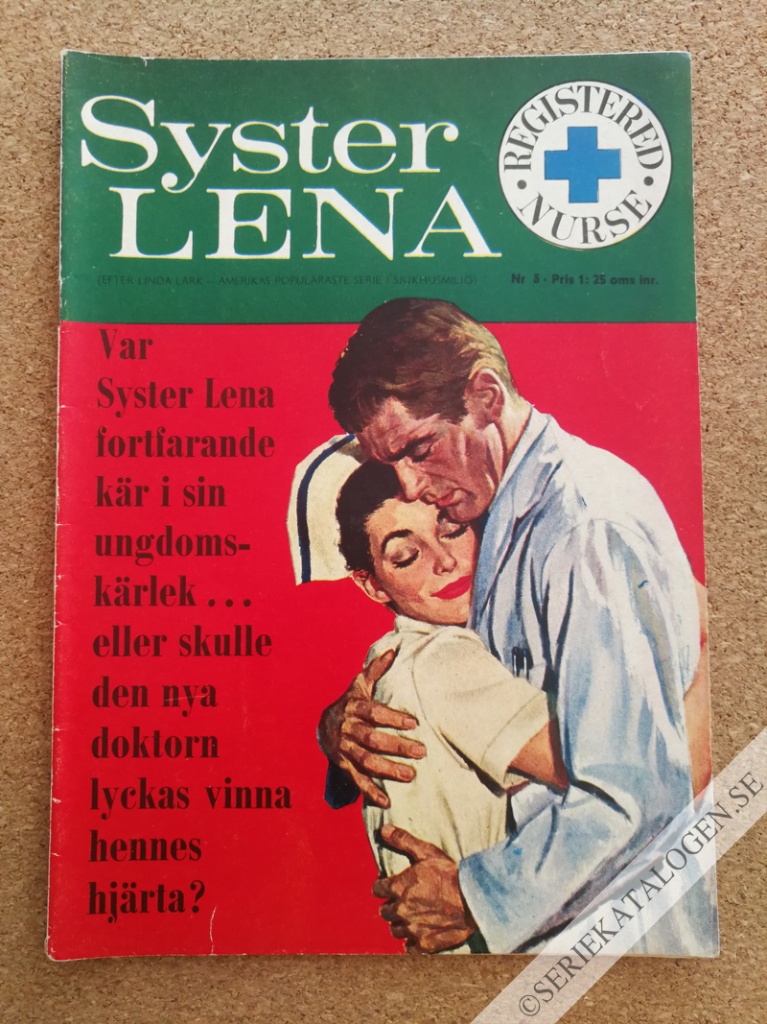 Syster
LENA
REGISTERED
NURSE
(EFTER LINDA LARK — AMERIKAS POPULÄRASTE SERIE I SJUKHUSMILJÖ)
Nr 3 · Pris 1: 25 oms inr.
Var
Syster Lena
fortfarande
kär i sin
ungdoms-
kärlek ...
eller skulle
den nya
doktorn
lyckas vinna
hennes
hjärta?
©SERIEKATALOGEN.SE